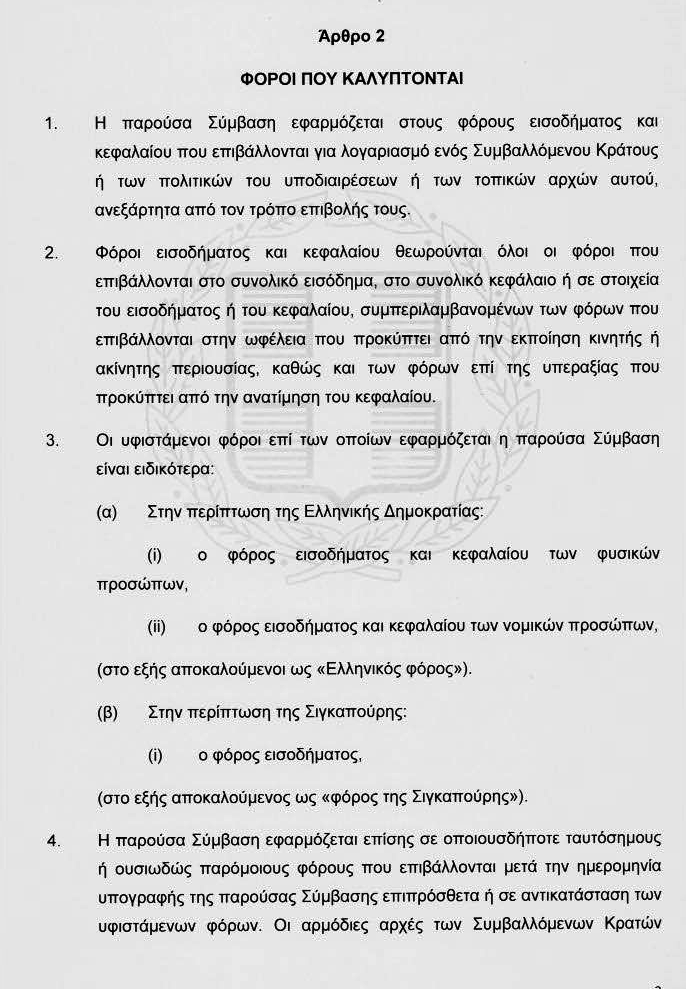 Άρθρο 2
ΦΟΡΟΙ ΠΟΥ ΚΑΛΥΠΤΟΝΤΑΙ
1. Η παρούσα Σύμβαση εφαρμόζεται στους φόρους εισοδήματος και
κεφαλαίου που επιβάλλονται για λογαριασμό ενός Συμβαλλόμενου Κράτους
ή των πολιτικών του υποδιαιρέσεων ή των τοπικών αρχών αυτού,
ανεξάρτητα από τον τρόπο επιβολής τους.
2. Φόροι εισοδήματος και κεφαλαίου θεωρούνται όλοι οι φόροι που
επιβάλλονται στο συνολικό εισόδημα, στο συνολικό κεφάλαιο ή σε στοιχεία
του εισοδήματος ή του κεφαλαίου, συμπεριλαμβανομένων των φόρων που
επιβάλλονται στην ωφέλεια που προκύπτει από την εκποίηση κινητής ή
ακίνητης περιουσίας, καθώς και των φόρων επί της υπεραξίας που
προκύπτει από την ανατίμηση του κεφαλαίου.
3. Οι υφιστάμενοι φόροι επί των οποίων εφαρμόζεται η παρούσα Σύμβαση
είναι ειδικότερα:
(α) Στην περίπτωση της Ελληνικής Δημοκρατίας:
(i) ο φόρος εισοδήματος και κεφαλαίου των φυσικών
προσώπων,
(ii) ο φόρος εισοδήματος και κεφαλαίου των νομικών προσώπων,
(στο εξής αποκαλούμενοι ως «Ελληνικός φόρος»).
(β) Στην περίπτωση της Σιγκαπούρης:
(i) ο φόρος εισοδήματος,
(στο εξής αποκαλούμενος ως «φόρος της Σιγκαπούρης»).
4. Η παρούσα Σύμβαση εφαρμόζεται επίσης σε οποιουσδήποτε ταυτόσημους
ή ουσιωδώς παρόμοιους φόρους που επιβάλλονται μετά την ημερομηνία
υπογραφής της παρούσας Σύμβασης επιπρόσθετα ή σε αντικατάσταση των
υφιστάμενων φόρων. Οι αρμόδιες αρχές των Συμβαλλόμενων Κρατών